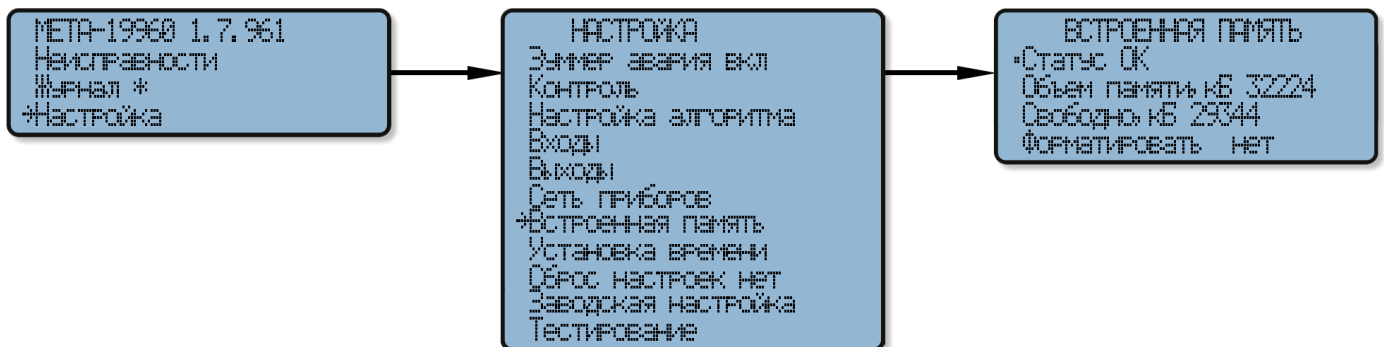 МЕТА-19960 1.7.961
Неисправности
Журнал *
→Настройка
НАСТРОЙКА
Зуммер авария вкл
Контроль
Настройка алгоритма
Входы
Выходы
Сеть приборов
→Встроенная память
Установка времени
Сброс настроек нет
Заводская настройка
Тестирование
ВСТРОЕННАЯ ПАМЯТЬ
▪Статус ОК
Объем памяти, кБ 32224
Свободно, кБ 29344
Форматировать нет